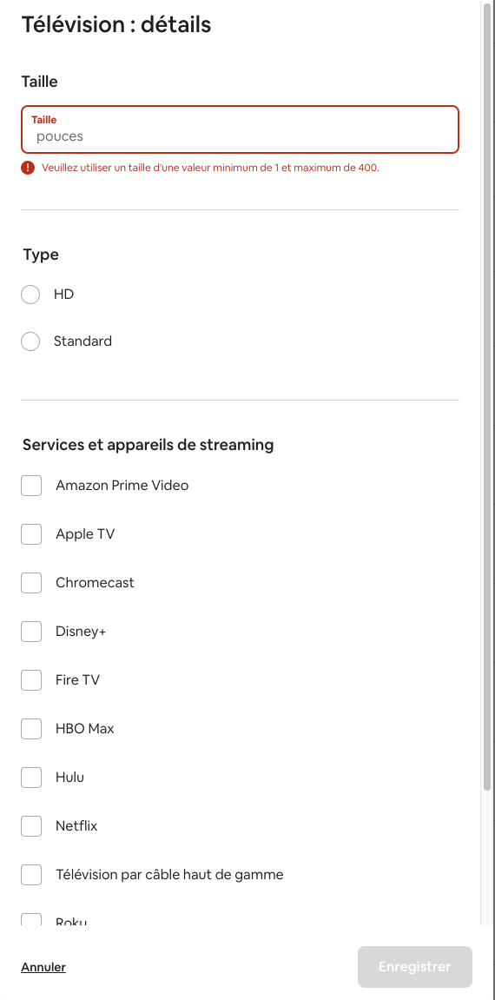 Télévision : détails
Taille
Taille
pouces
Veuillez utiliser un taille d'une valeur minimum de 1 et maximum de 400.
Type
HD
Standard
Services et appareils de streaming
Amazon Prime Video
Apple TV
Chromecast
Disney+
Fire TV
HBO Max
Hulu
Netflix
Télévision par câble haut de gamme
Roku
Annuler
Enregistrer